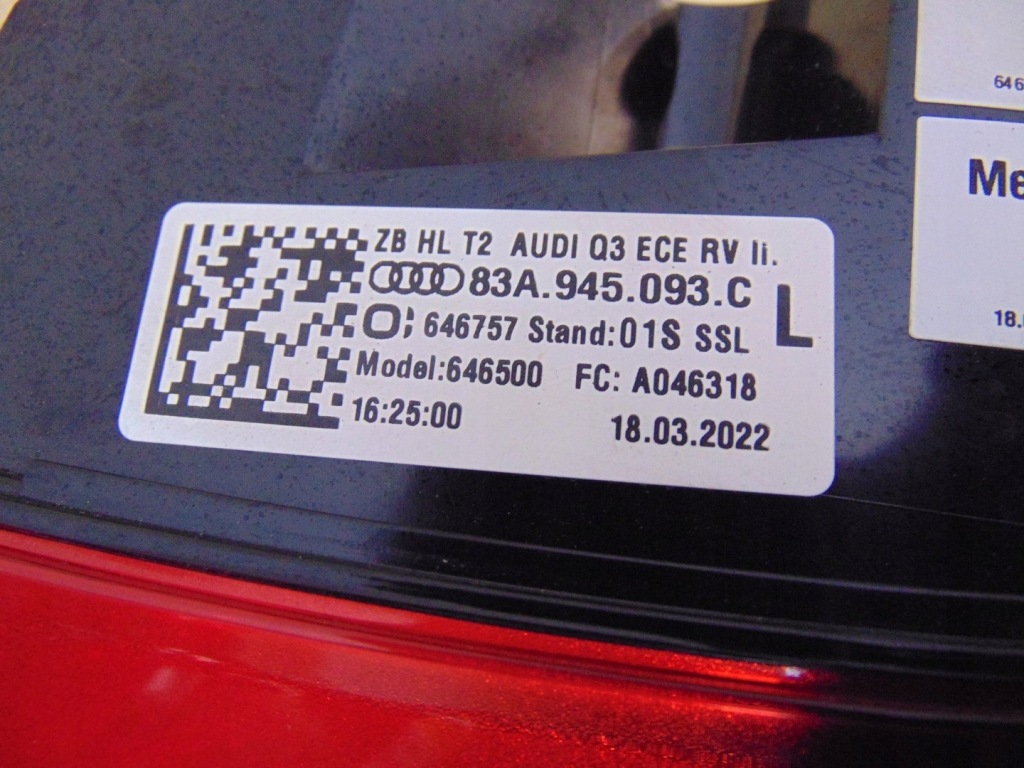 ZB HL T2 AUDI Q3 ECE RV li.
83A.945.093.C
L
646757 Stand:01S SSL
Model:646500 FC: A046318
16:25:00 18.03.2022
646
Me
18.